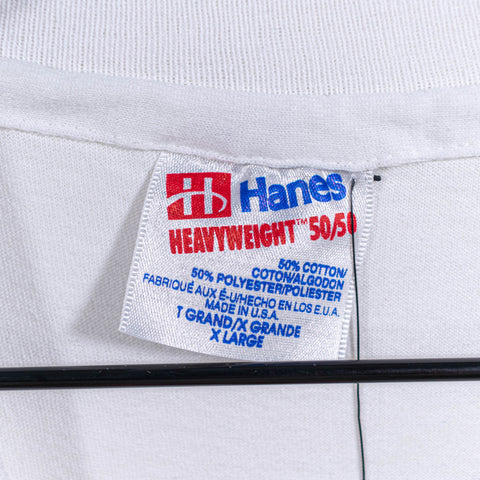 H Hanes
HEAVYWEIGHT™ 50/50
50% COTTON/
COTON/ALGODON
50% POLYESTER/POLIESTER
FABRIQUÉ AUX É-U/HECHO EN LOS E.U.A.
MADE IN U.S.A.
T GRAND/X GRANDE
X LARGE